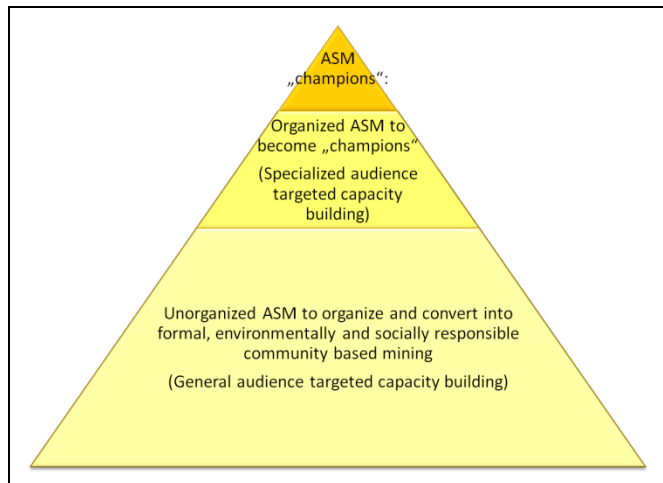 ASM
„champions“:
Organized ASM to
become „champions“
(Specialized audience
targeted capacity
building)
Unorganized ASM to organize and convert into
formal, environmentally and socially responsible
community based mining
(General audience targeted capacity building)